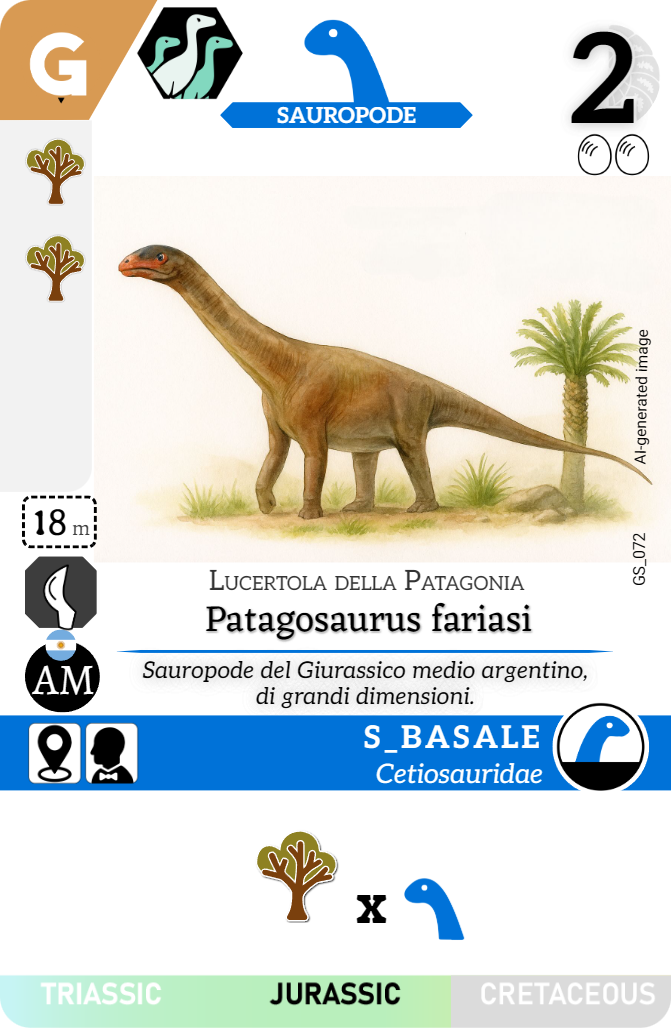 G
SAUROPODE
2
AI-generated image
18 m
GS_072
Lucertola della Patagonia
Patagosaurus fariasi
AM
Sauropode del Giurassico medio argentino,
di grandi dimensioni.
S_BASALE
Cetiosauridae
x
TRIASSIC
JURASSIC
CRETACEOUS